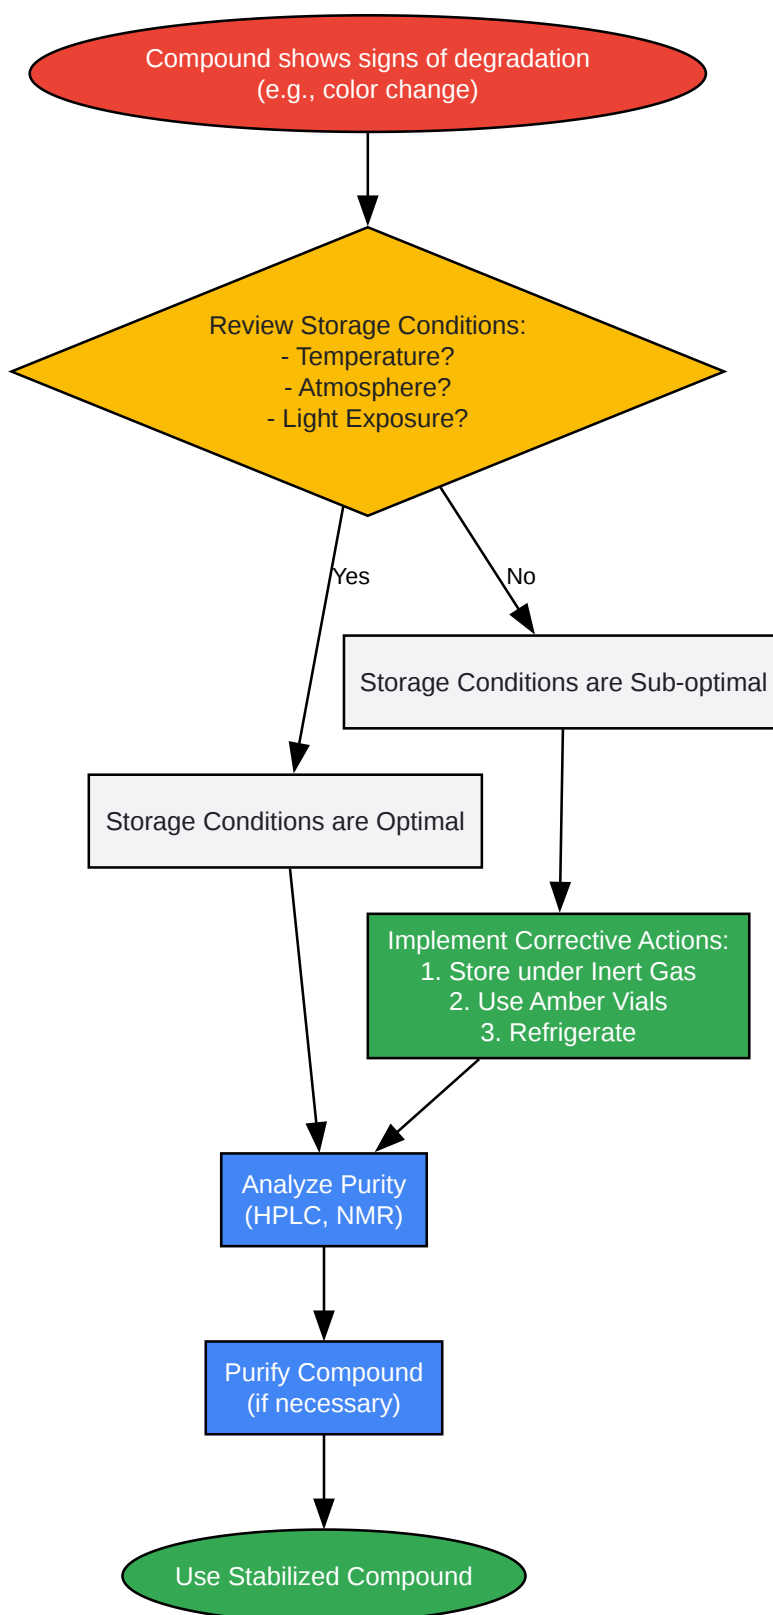 Compound shows signs of degradation
(e.g., color change)
Review Storage Conditions:
- Temperature?
- Atmosphere?
- Light Exposure?
Yes
No
Storage Conditions are Sub-optimal
Storage Conditions are Optimal
Implement Corrective Actions:
1. Store under Inert Gas
2. Use Amber Vials
3. Refrigerate
Analyze Purity
(HPLC, NMR)
Purify Compound
(if necessary)
Use Stabilized Compound